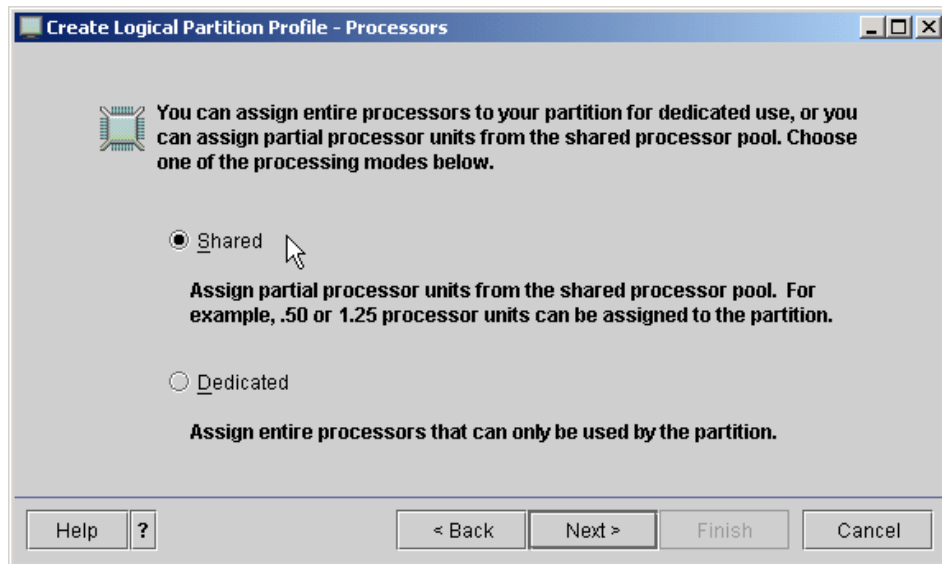 Create Logical Partition Profile - Processors
You can assign entire processors to your partition for dedicated use, or you
can assign partial processor units from the shared processor pool. Choose
one of the processing modes below.
Shared
Assign partial processor units from the shared processor pool. For
example, .50 or 1.25 processor units can be assigned to the partition.
Dedicated
Assign entire processors that can only be used by the partition.
Help ? < Back Next > Finish Cancel